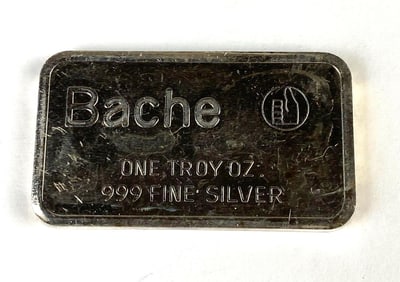 Bache
ONE TROY OZ.
999 FINE SILVER